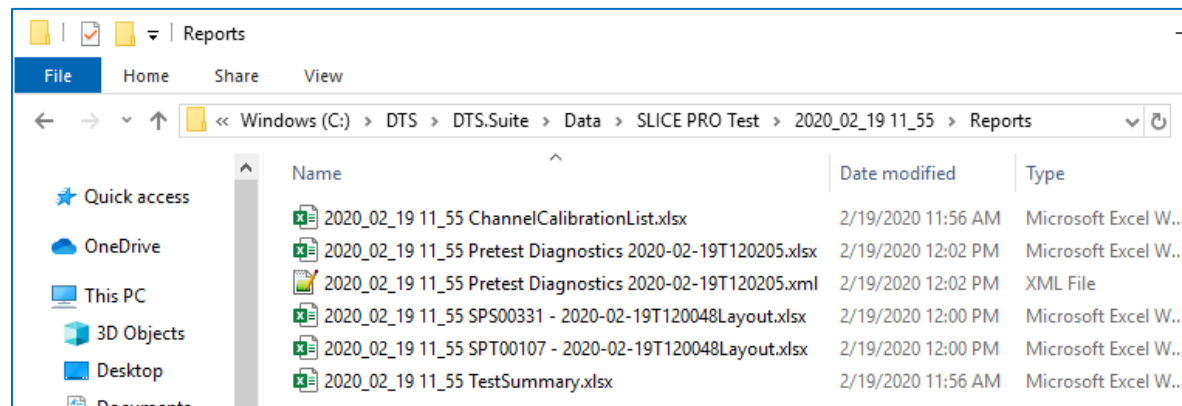 Reports
File Home Share View
« Windows (C:) > DTS > DTS.Suite > Data > SLICE PRO Test > 2020_02_19 11_55 > Reports
Name Date modified Type
Quick access
2020_02_19 11_55 ChannelCalibrationList.xlsx 2/19/2020 11:56 AM Microsoft Excel W...
OneDrive
2020_02_19 11_55 Pretest Diagnostics 2020-02-19T120205.xlsx 2/19/2020 12:02 PM Microsoft Excel W...
2020_02_19 11_55 Pretest Diagnostics 2020-02-19T120205.xml 2/19/2020 12:02 PM XML File
This PC
2020_02_19 11_55 SPS00331 - 2020-02-19T120048Layout.xlsx 2/19/2020 12:00 PM Microsoft Excel W...
3D Objects
2020_02_19 11_55 SPT00107 - 2020-02-19T120048Layout.xlsx 2/19/2020 12:00 PM Microsoft Excel W...
Desktop
2020_02_19 11_55 TestSummary.xlsx 2/19/2020 11:56 AM Microsoft Excel W...